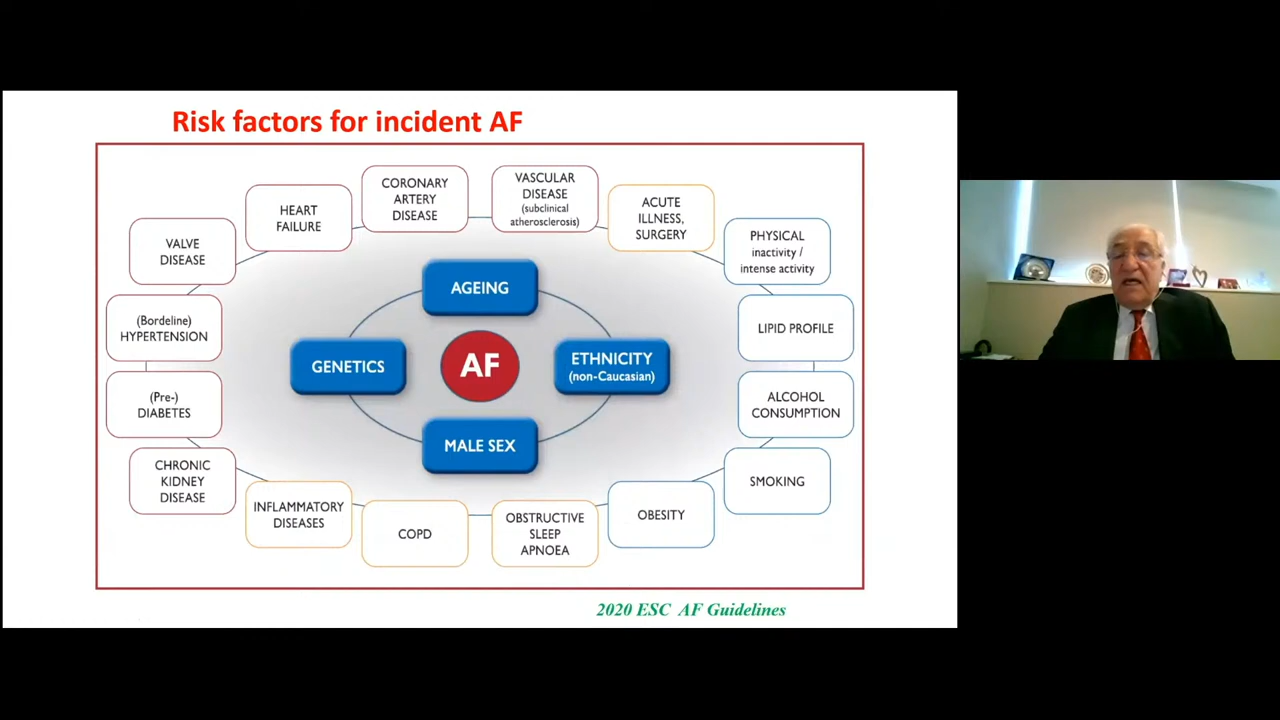 Risk factors for incident AF
CORONARY
ARTERY
DISEASE
VASCULAR
DISEASE
(subclinical
atherosclerosis)
HEART
FAILURE
ACUTE
ILLNESS,
SURGERY
VALVE
DISEASE
PHYSICAL
inactivity /
intense activity
AGEING
(Bordeline)
HYPERTENSION
LIPID PROFILE
GENETICS
AF
ETHNICITY
(non-Caucasian)
(Pre-)
DIABETES
ALCOHOL
CONSUMPTION
MALE SEX
CHRONIC
KIDNEY
DISEASE
SMOKING
INFLAMMATORY
DISEASES
COPD
OBSTRUCTIVE
SLEEP
APNOEA
OBESITY
2020 ESC AF Guidelines